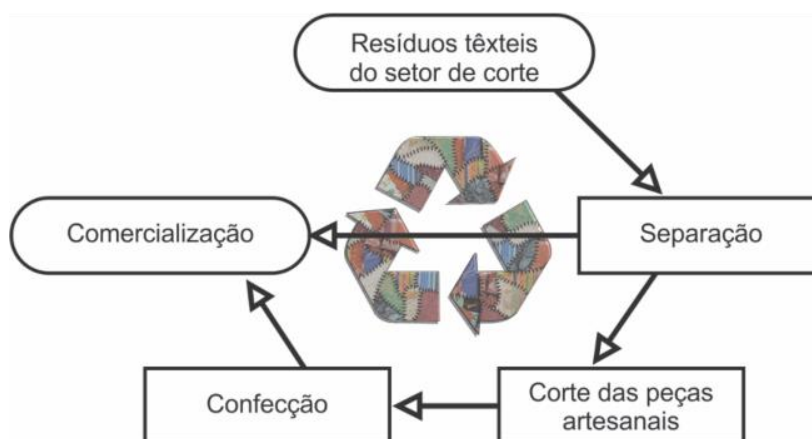 Resíduos têxteis
do setor de corte
Comercialização
Separação
Confecção
Corte das peças
artesanais